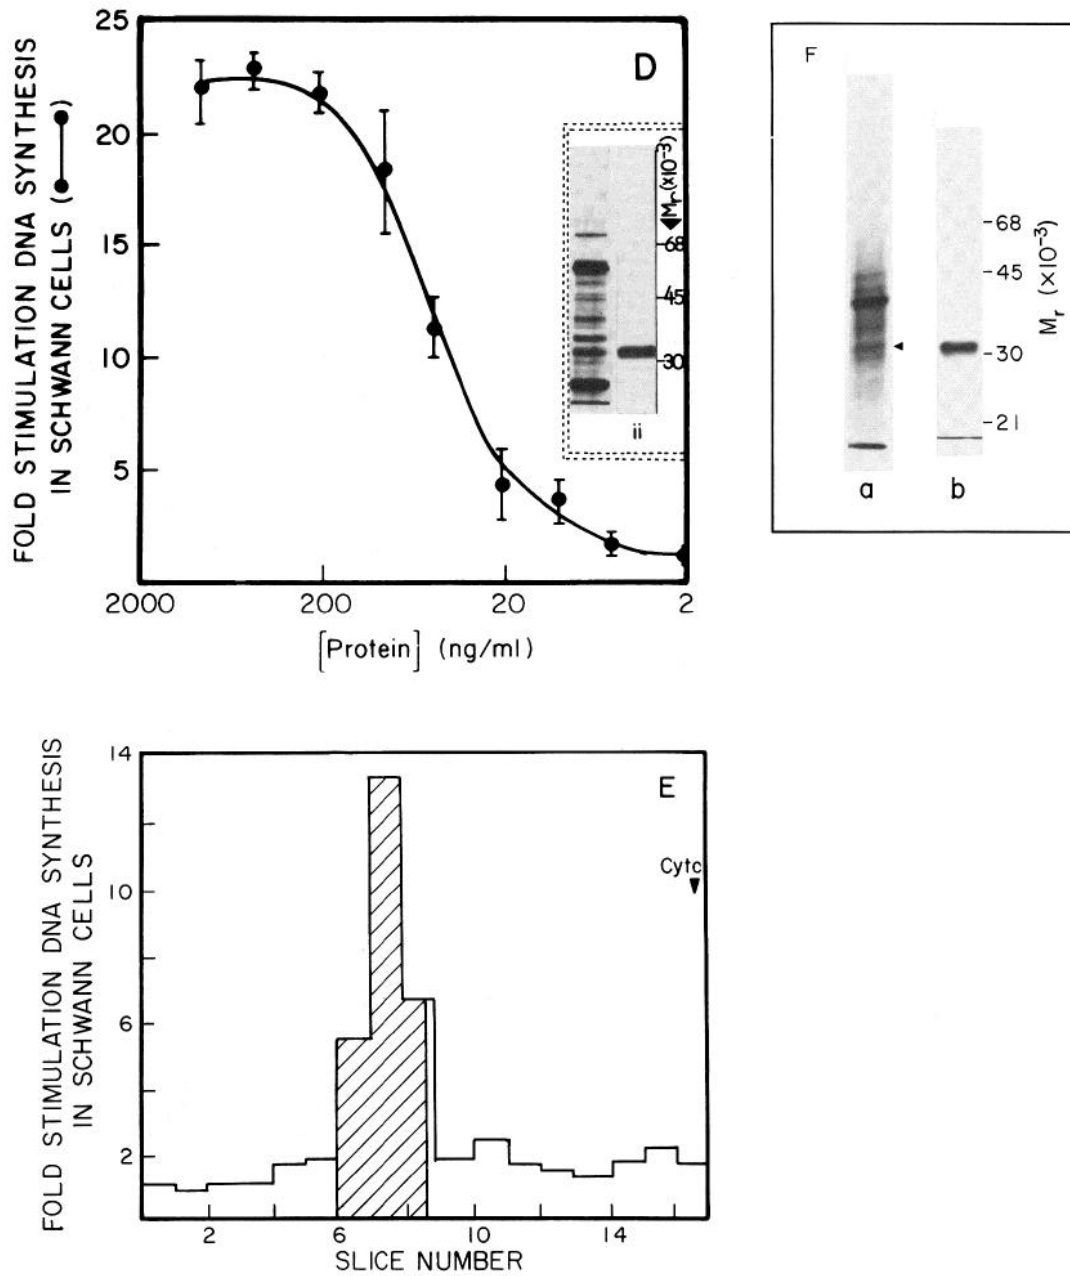 FOLD STIMULATION DNA SYNTHESIS
IN SCHWANN CELLS (●—●)
25
20
15
10
5
D
Mr(x10-3)
68
45
30
ii
2000 200 20 2
[Protein] (ng/ml)
F
68
45
30
21
Mr (x10-3)
a b
FOLD STIMULATION DNA SYNTHESIS
IN SCHWANN CELLS
14
10
6
2
E
Cytc
2 6 10 14
SLICE NUMBER